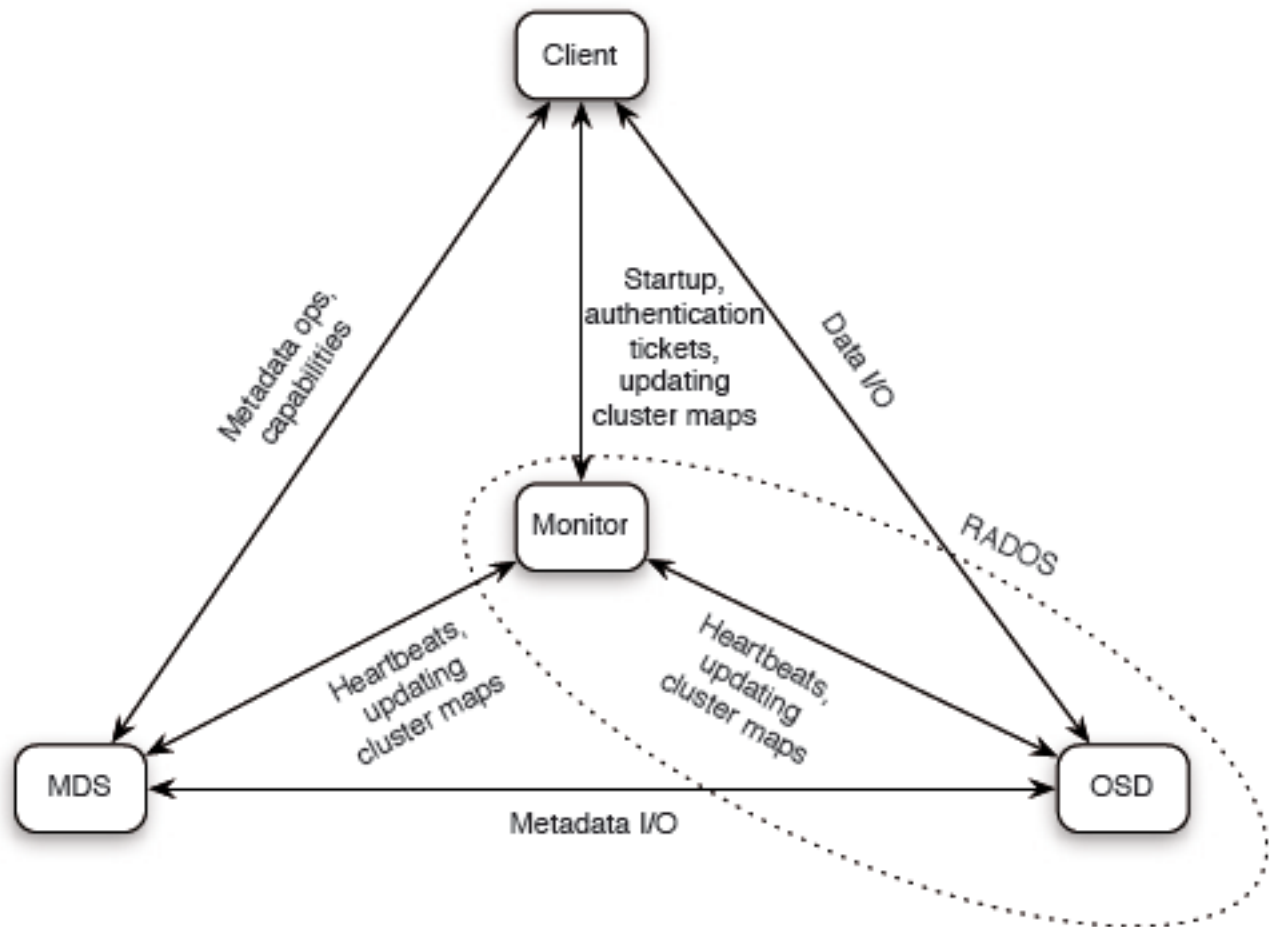 Client
Metadata ops,
capabilities
Startup,
authentication
tickets,
updating
cluster maps
Data I/O
Monitor
RADOS
Heartbeats,
updating
cluster maps
Heartbeats,
updating
cluster maps
MDS
OSD
Metadata I/O